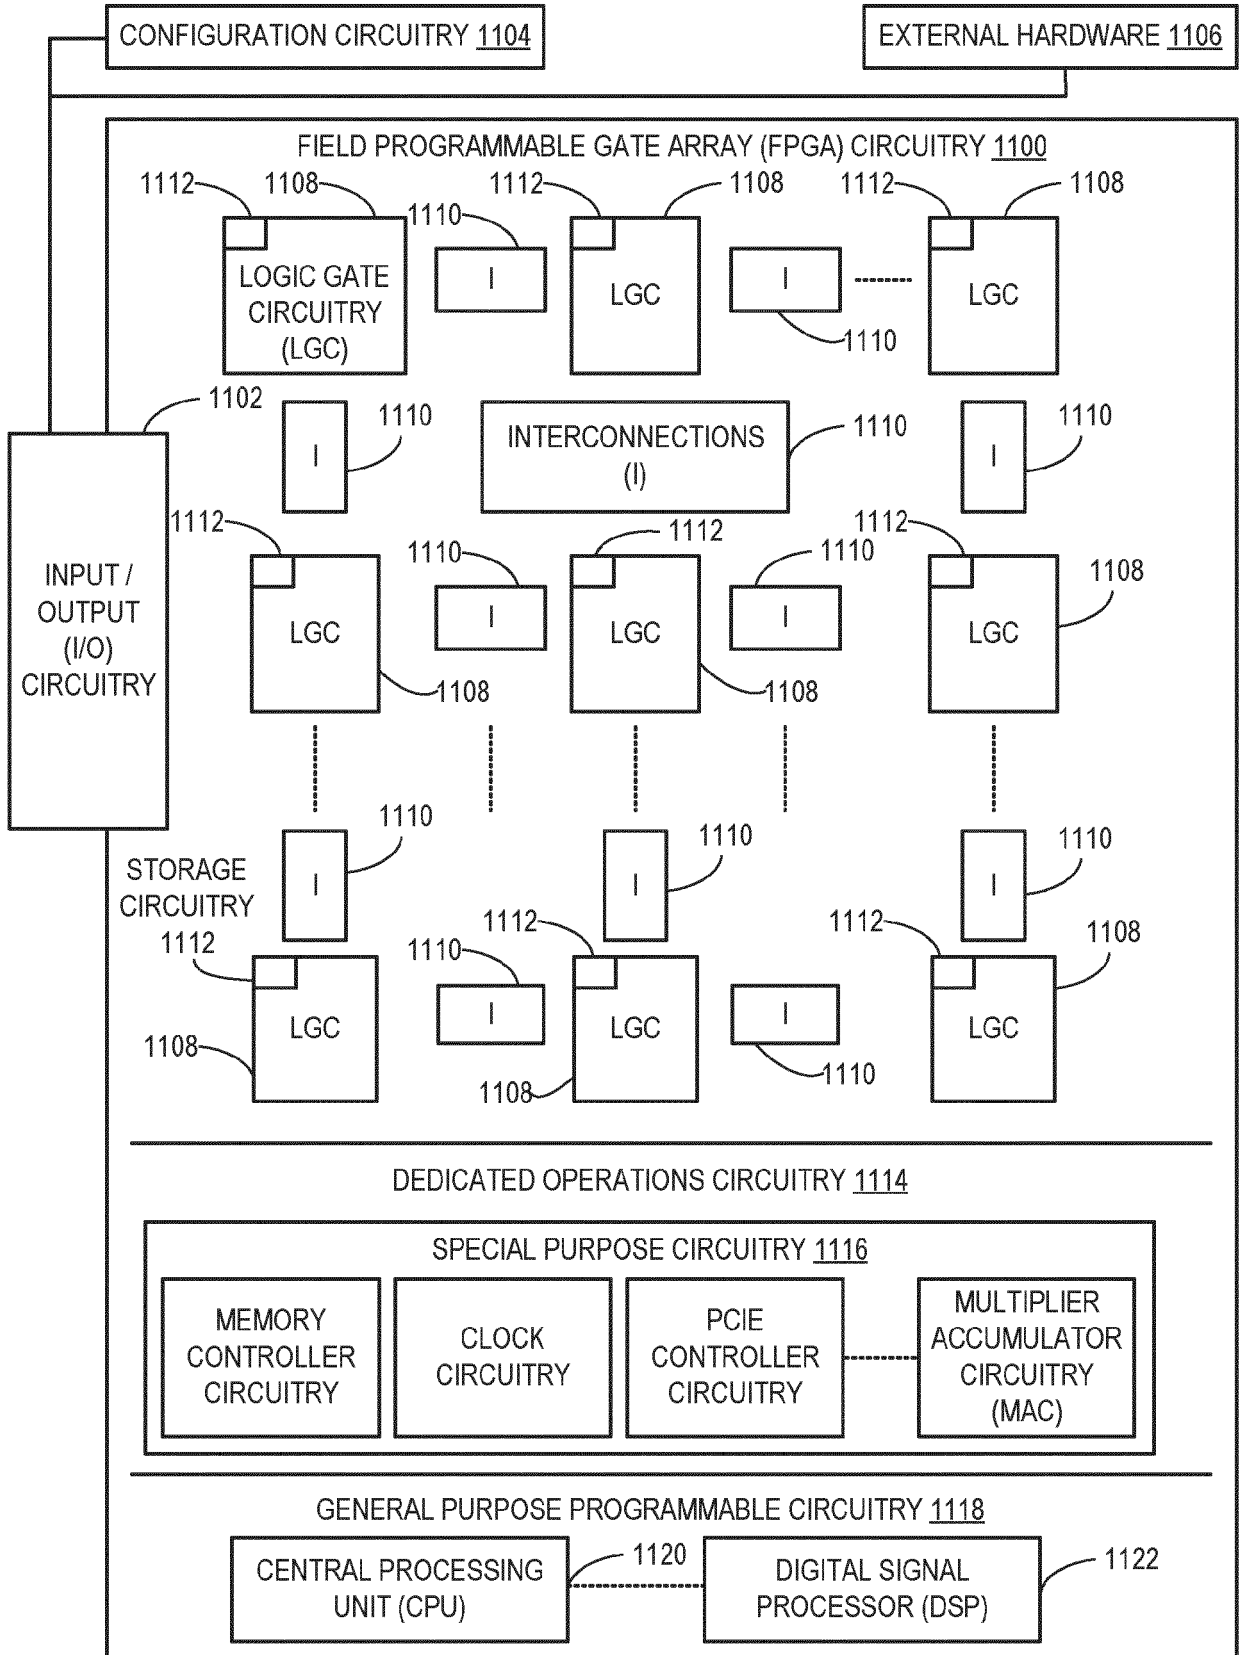 CONFIGURATION CIRCUITRY 1104
EXTERNAL HARDWARE 1106
FIELD PROGRAMMABLE GATE ARRAY (FPGA) CIRCUITRY 1100
1112
1108
1110
1112
1108
1112
1108
LOGIC GATE
CIRCUITRY
(LGC)
I
LGC
I
LGC
1110
1102
I
1110
INTERCONNECTIONS
(I)
1110
I
1110
INPUT /
OUTPUT
(I/O)
CIRCUITRY
1112
1110
1112
1110
1112
1108
LGC
I
LGC
I
LGC
1108
1108
1110
1110
1110
I
I
I
STORAGE
CIRCUITRY
1112
1110
1112
1112
1108
LGC
I
LGC
I
LGC
1108
1108
1110
DEDICATED OPERATIONS CIRCUITRY 1114
SPECIAL PURPOSE CIRCUITRY 1116
MEMORY
CONTROLLER
CIRCUITRY
CLOCK
CIRCUITRY
PCIE
CONTROLLER
CIRCUITRY
MULTIPLIER
ACCUMULATOR
CIRCUITRY
(MAC)
GENERAL PURPOSE PROGRAMMABLE CIRCUITRY 1118
CENTRAL PROCESSING
UNIT (CPU)
1120
DIGITAL SIGNAL
PROCESSOR (DSP)
1122